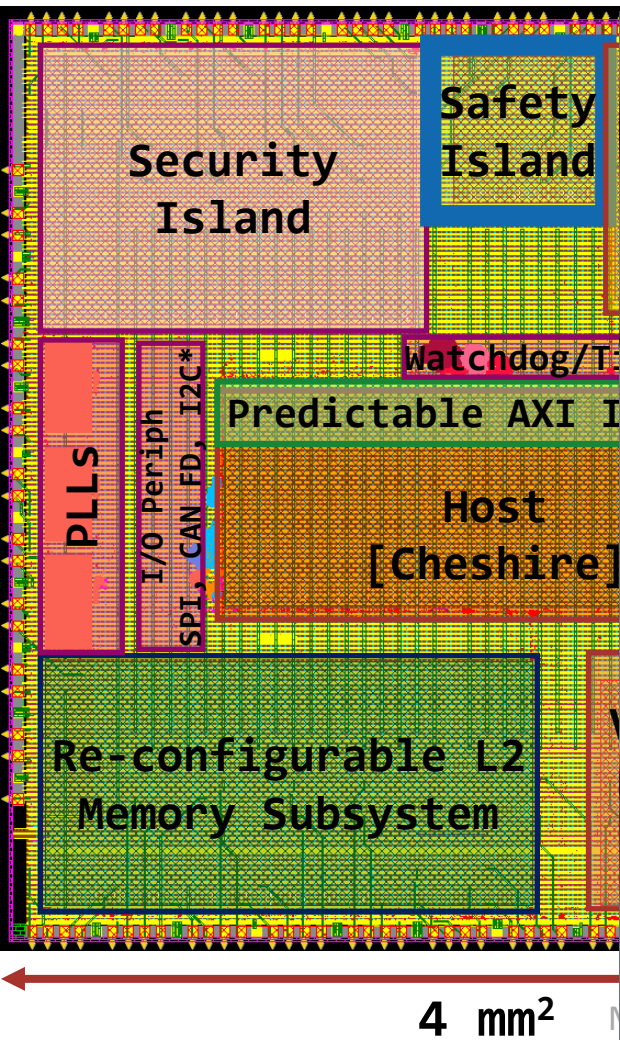 Safety
Island
Security
Island
Watchdog/Ti
Predictable AXI I
PLLs
I/O Periph
SPI, CAN FD, I2C*
Host
[Cheshire]
Re-configurable L2
Memory Subsystem
4 mm²